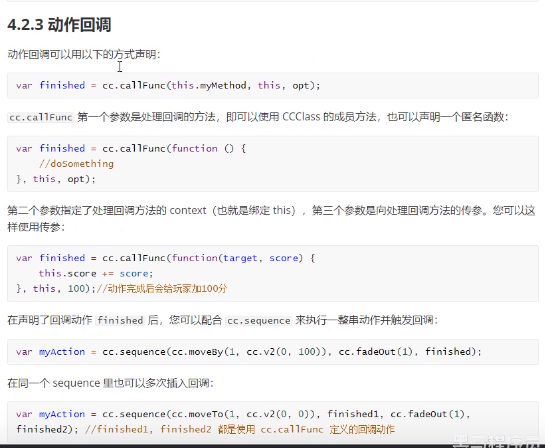 4.2.3 动作回调
动作回调可以用以下的方式声明：
var finished = cc.callFunc(this.myMethod, this, opt);
cc.callFunc 第一个参数是处理回调的方法，即可以使用 CCClass 的成员方法，也可以声明一个匿名函数：
var finished = cc.callFunc(function () {
    //doSomething
}, this, opt);
第二个参数指定了处理回调方法的 context（也就是绑定 this），第三个参数是向处理回调方法的传参。您可以这
样使用传参：
var finished = cc.callFunc(function(target, score) {
    this.score += score;
}, this, 100);//动作完成后会给玩家加100分
在声明了回调动作 finished 后，您可以配合 cc.sequence 来执行一整串动作并触发回调：
var myAction = cc.sequence(cc.moveBy(1, cc.v2(0, 100)), cc.fadeOut(1), finished);
在同一个 sequence 里也可以多次插入回调：
var myAction = cc.sequence(cc.moveTo(1, cc.v2(0, 0)), finished1, cc.fadeOut(1),
finished2); //finished1, finished2 都是使用 cc.callFunc 定义的回调动作